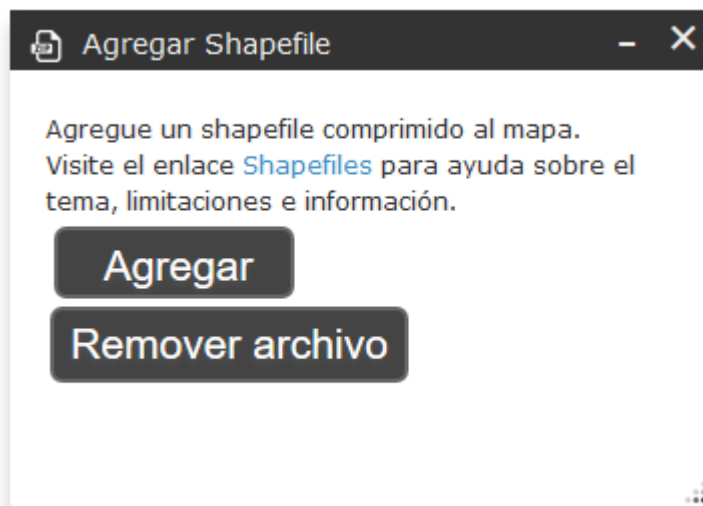 Agregar Shapefile
Agregue un shapefile comprimido al mapa.
Visite el enlace Shapefiles para ayuda sobre el
tema, limitaciones e información.
Agregar
Remover archivo